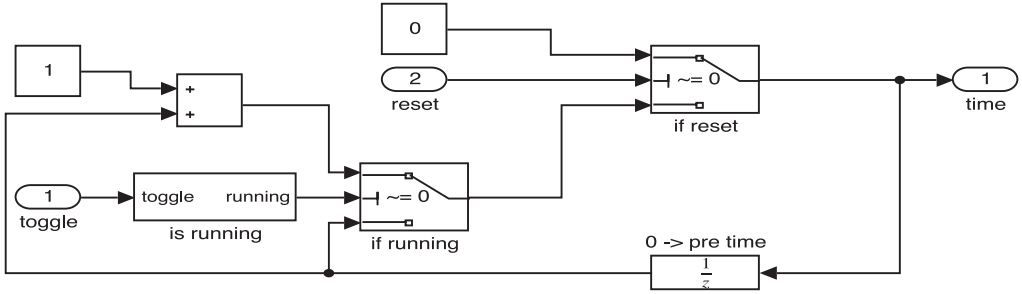 0
1
2
reset
~= 0
1
time
+
+
if reset
1
toggle
toggle running
is running
~= 0
if running
0 -> pre time
1
z